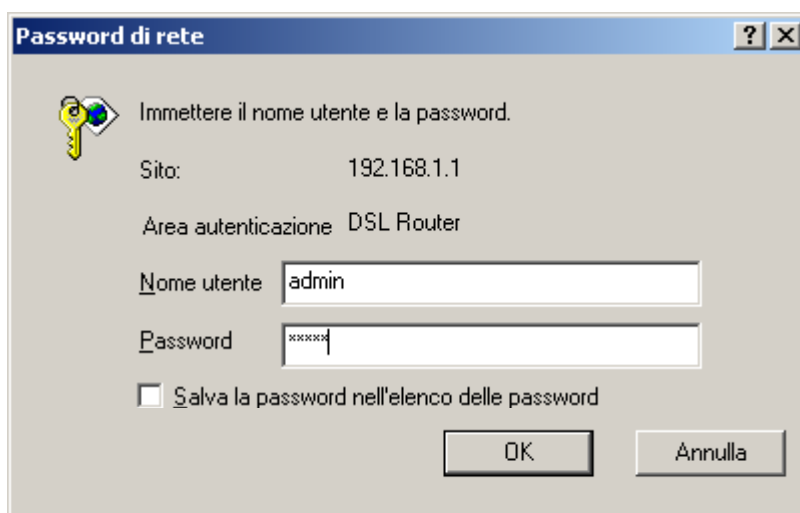 Password di rete
Immettere il nome utente e la password.
Sito: 192.168.1.1
Area autenticazione DSL Router
Nome utente admin
Password *****
Salva la password nell'elenco delle password
OK Annulla